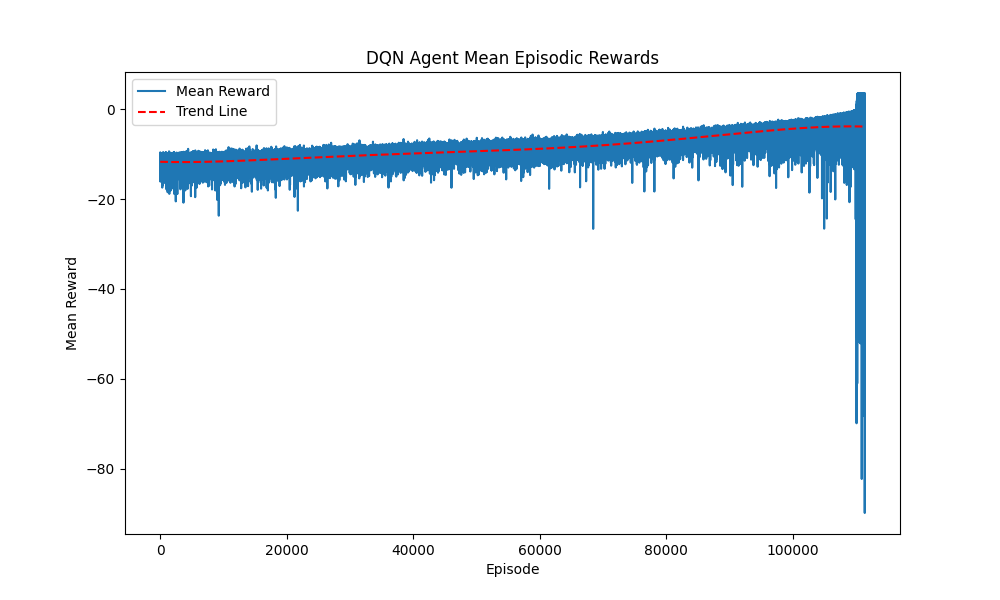 DQN Agent Mean Episodic Rewards
Mean Reward
Trend Line
0
−20
−40
−60
−80
Mean Reward
0 20000 40000 60000 80000 100000
Episode